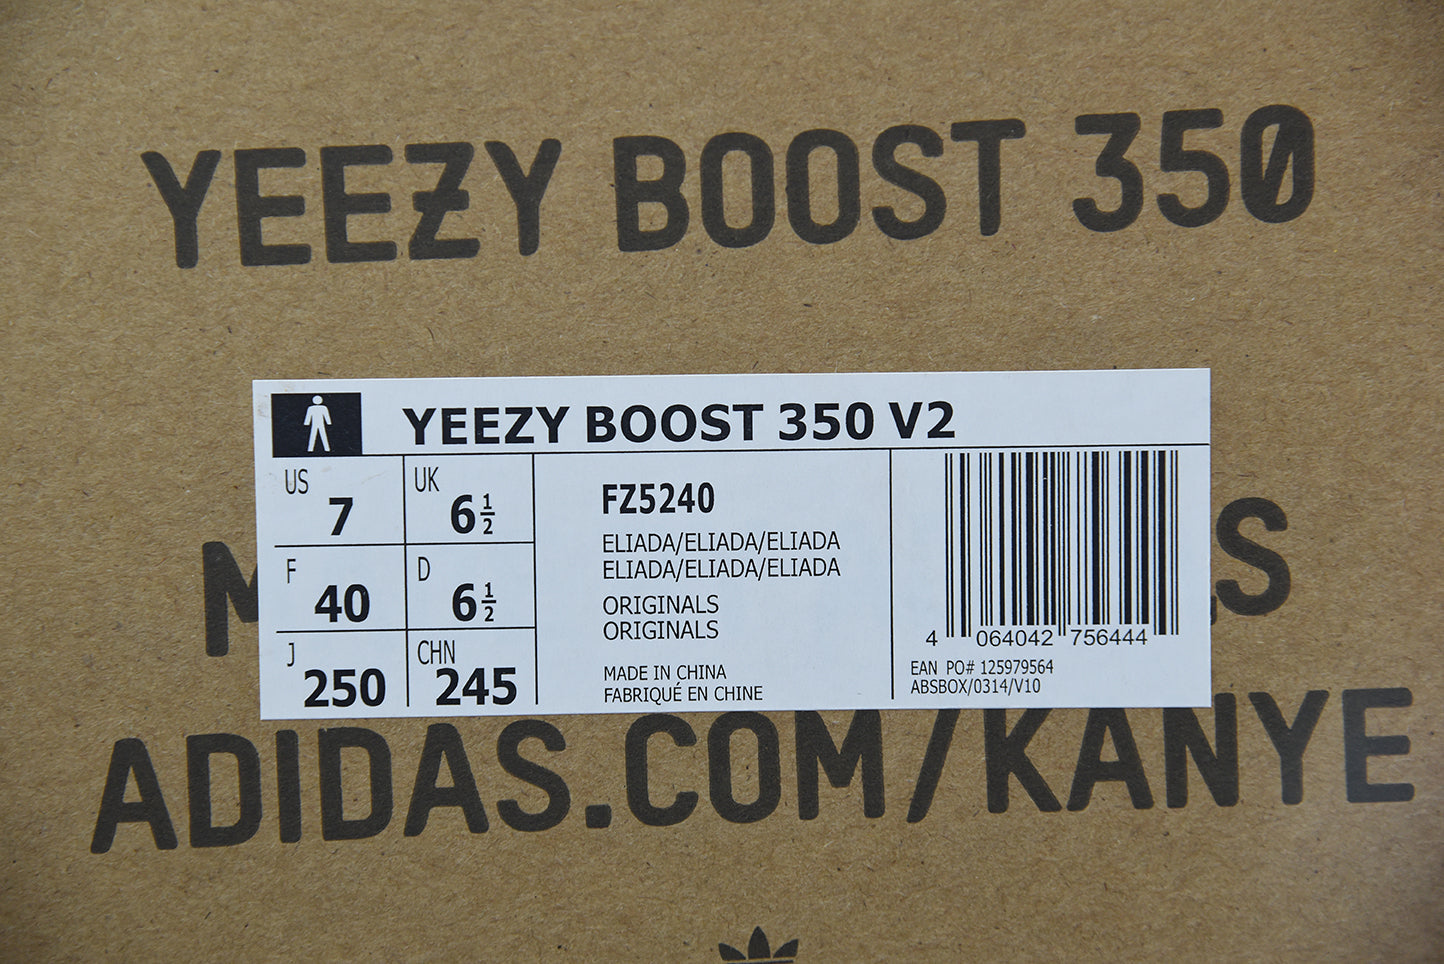 YEEZY BOOST 350
YEEZY BOOST 350 V2
US 7
UK 6 1/2
F 40
D 6 1/2
J 250
CHN 245
FZ5240
ELIADA/ELIADA/ELIADA
ELIADA/ELIADA/ELIADA
ORIGINALS
ORIGINALS
MADE IN CHINA
FABRIQUÉ EN CHINE
4 064042 756444
EAN PO# 125979564
ABSBOX/0314/V10
ADIDAS.COM/KANYE